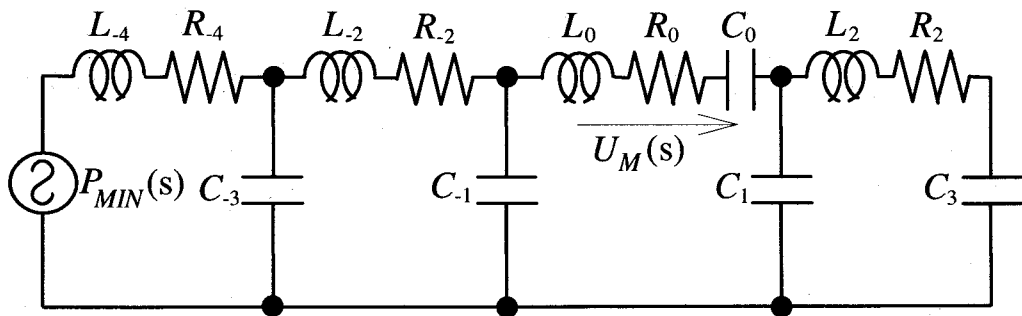 L-4 R-4 L-2 R-2 L0 R0 C0 L2 R2
UM(s)
PMIN(s) C-3 C-1 C1 C3